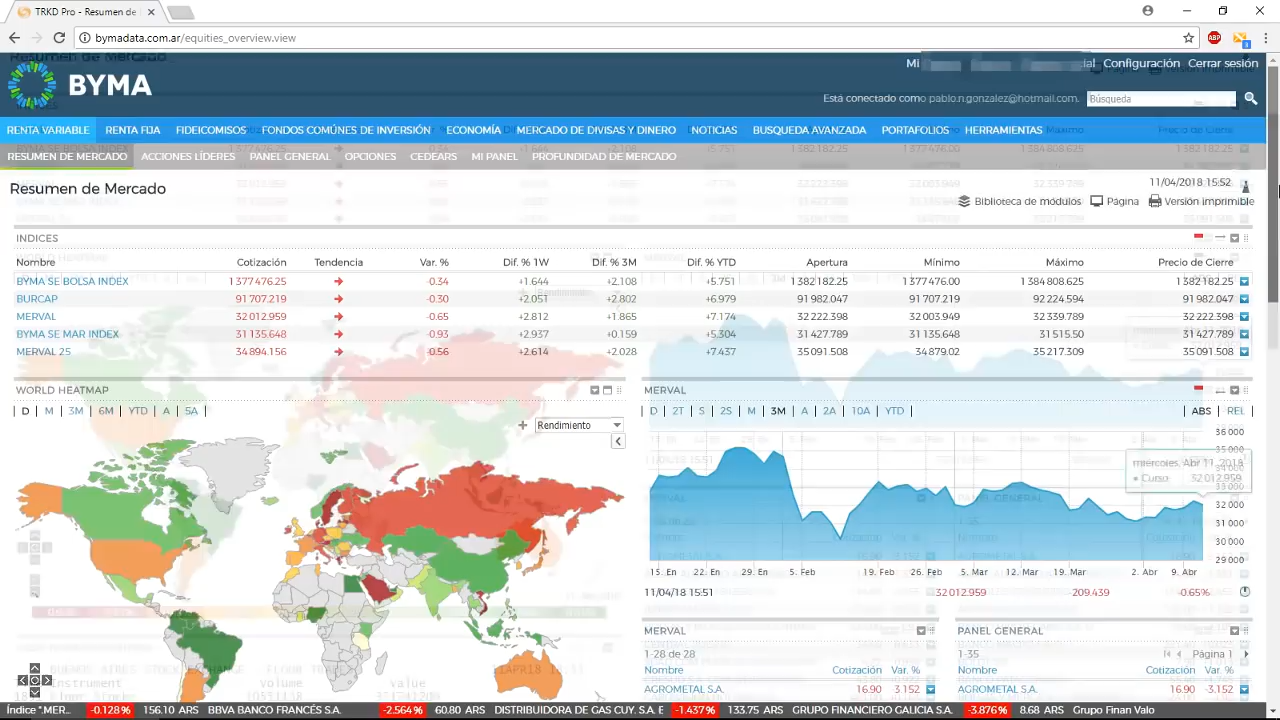 TRKD Pro - Resumen de
bymadata.com.ar/equities_overview.view
BYMA
Mi Configuración Cerrar sesión
Está conectado como pablo.n.gonzalez@hotmail.com. Búsqueda
RENTA VARIABLE RENTA FIJA FIDEICOMISOS FONDOS COMÚNES DE INVERSIÓN ECONOMÍA MERCADO DE DIVISAS Y DINERO NOTICIAS BUSQUEDA AVANZADA PORTAFOLIOS HERRAMIENTAS
RESUMEN DE MERCADO ACCIONES LÍDERES PANEL GENERAL OPCIONES CEDEARS MI PANEL PROFUNDIDAD DE MERCADO
Resumen de Mercado 11/04/2018 15:52
Biblioteca de módulos Página Versión imprimible
INDICES
Nombre Cotización Tendencia Var. % Dif. % 1W Dif. % 3M Dif. % YTD Apertura Mínimo Máximo Precio de Cierre
BYMA SE BOLSA INDEX 1 377 476.25 -0.34 +1.644 +2.108 +5.751 1 382 182.25 1 377 476.00 1 384 808.625 1 382 182.25
BURCAP 91 707.219 -0.30 +2.051 +2.802 +6.979 91 982.047 91 707.219 92 224.594 91 982.047
MERVAL 32 012.959 -0.65 +2.812 +1.865 +7.174 32 222.398 32 003.949 32 339.789 32 222.398
BYMA SE MAR INDEX 31 135.648 -0.93 +2.937 +0.159 +5.304 31 427.789 31 135.648 31 515.50 31 427.789
MERVAL 25 34 894.156 -0.56 +2.614 +2.028 +7.437 35 091.508 34 879.02 35 217.309 35 091.508
WORLD HEATMAP MERVAL
D M 3M 6M YTD A 5A D 2T S 2S M 3M A 2A 10A YTD ABS REL
Rendimiento
36 000
miércoles, Abr 11, 2018
Curso: 32 012.959
32 000
31 000
30 000
29 000
15. En 22. En 29. En 5. Feb 19. Feb 26. Feb 5. Mar 12. Mar 19. Mar 2. Abr 9. Abr
11/04/18 15:51 32 012.959 -209.439 -0.65%
MERVAL PANEL GENERAL
1-28 de 28 1-35 Página 1
Nombre Cotización Var. % Nombre Cotización Var. %
AGROMETAL S.A. 16.90 -3.152 AGROMETAL S.A. 16.90 -3.152
Índice ".MER... -0.128 % 156.10 ARS BBVA BANCO FRANCÉS S.A. -2.564 % 60.80 ARS DISTRIBUIDORA DE GAS CUY. S.A. E -1.437 % 133.75 ARS GRUPO FINANCIERO GALICIA S.A. -3.876 % 8.68 ARS Grupo Finan Valo